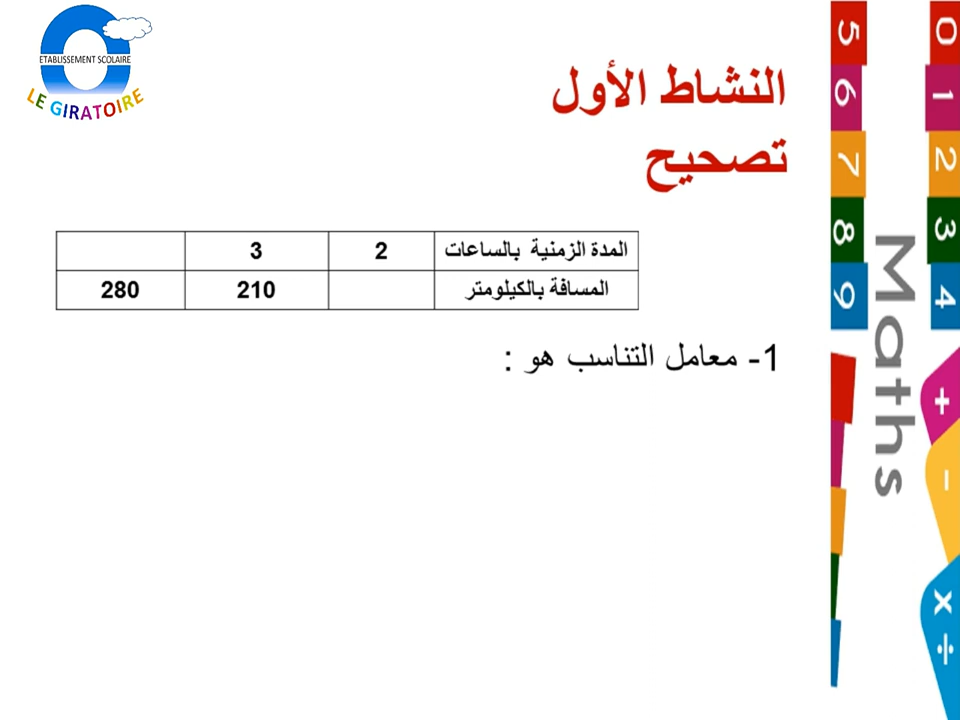 ETABLISSEMENT SCOLAIRE
LE GIRATOIRE
النشاط الأول
تصحيح
المدة الزمنية بالساعات 2 3
المسافة بالكيلومتر 210 280
1- معامل التناسب هو :
5 0
6 1
7 2
8 3
9 4
Maths
+
-
x
÷